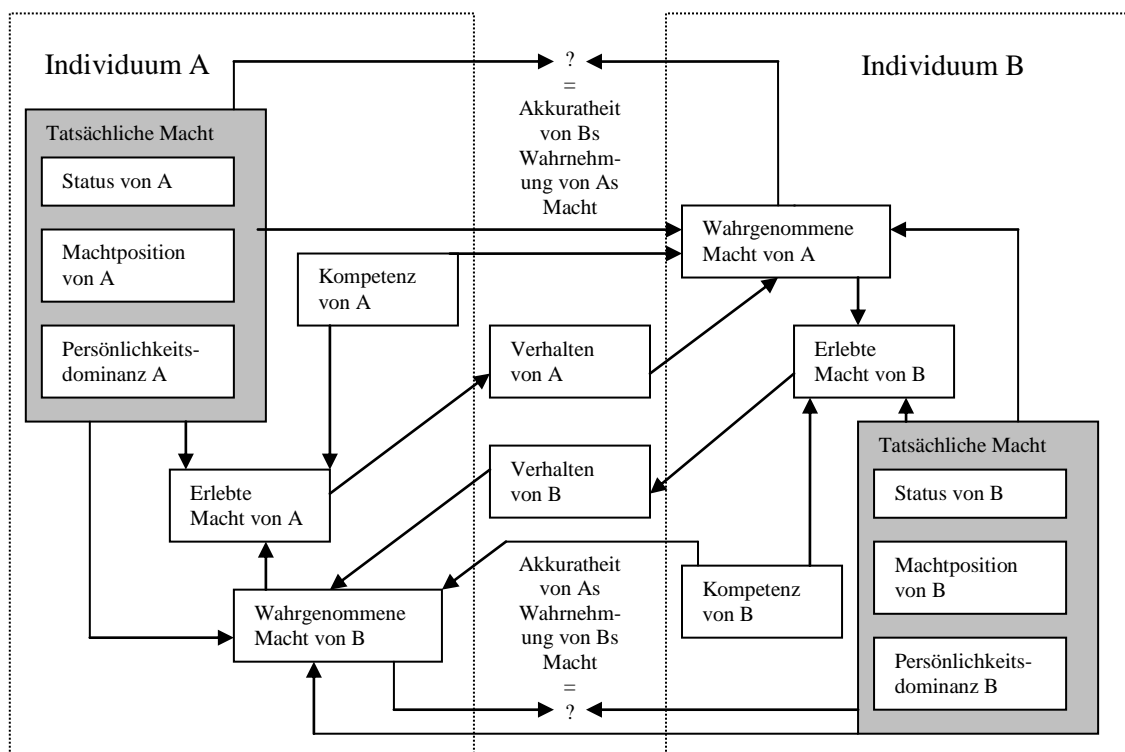 Individuum A
Tatsächliche Macht
Status von A
Machtposition
von A
Persönlichkeits-
dominanz A
Kompetenz
von A
Erlebte
Macht von A
Wahrgenommene
Macht von B
?
=
Akkuratheit
von Bs
Wahrnehm-
ung von As
Macht
Verhalten
von A
Verhalten
von B
Akkuratheit
von As
Wahrnehm-
ung von Bs
Macht
=
?
Individuum B
Wahrgenommene
Macht von A
Erlebte
Macht von B
Kompetenz
von B
Tatsächliche Macht
Status von B
Machtposition
von B
Persönlichkeits-
dominanz B